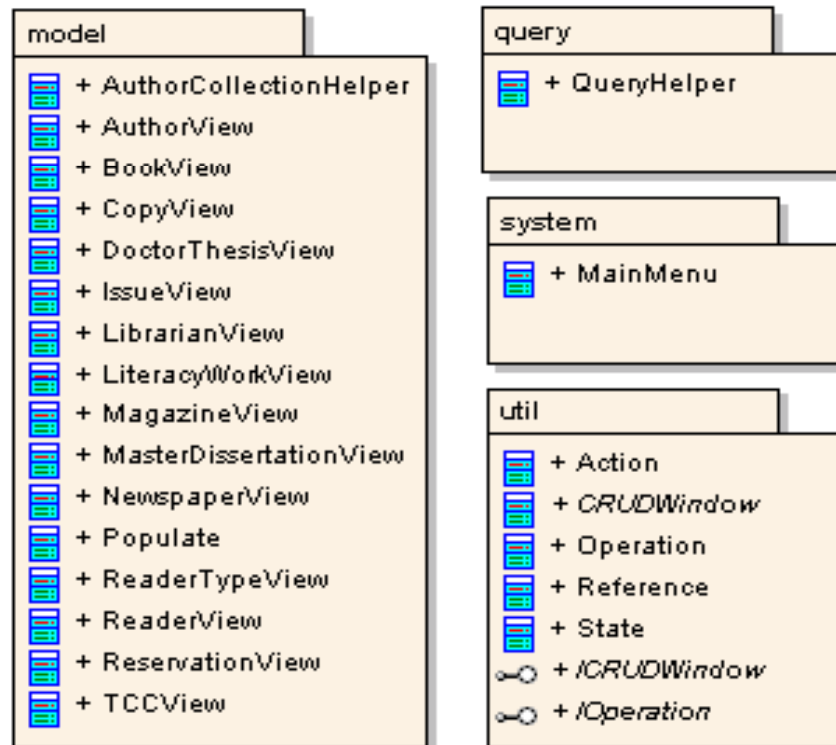 model
+ AuthorCollectionHelper
+ AuthorView
+ BookView
+ CopyView
+ DoctorThesisView
+ IssueView
+ LibrarianView
+ LiteracyWorkView
+ MagazineView
+ MasterDissertationView
+ NewspaperView
+ Populate
+ ReaderTypeView
+ ReaderView
+ ReservationView
+ TCCView
query
+ QueryHelper
system
+ MainMenu
util
+ Action
+ CRUDWindow
+ Operation
+ Reference
+ State
+ ICRUDWindow
+ IOperation